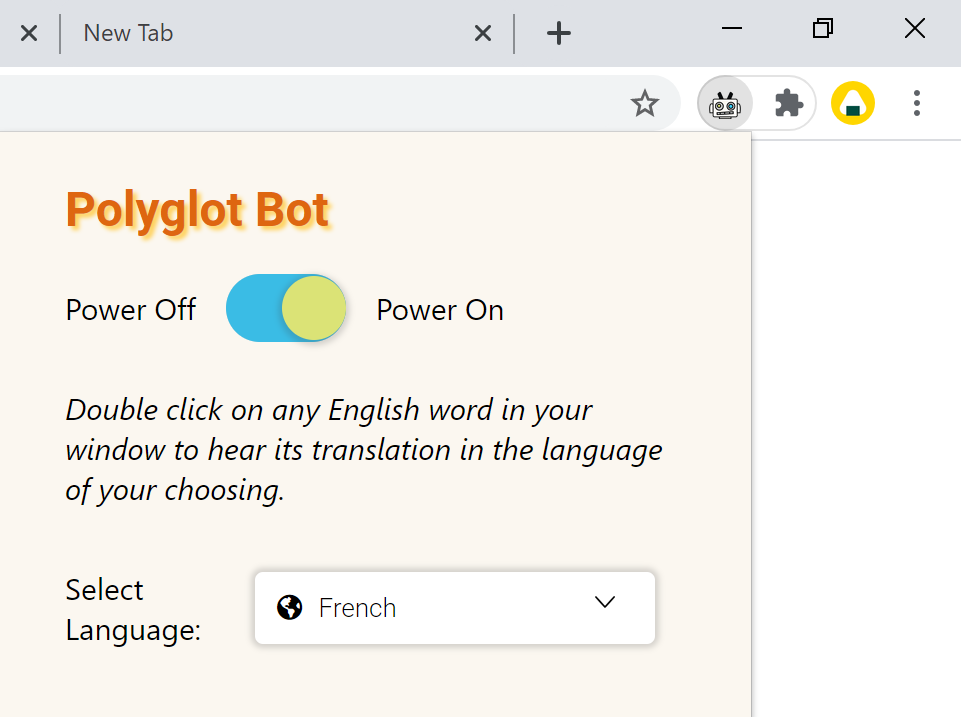 New Tab
Polyglot Bot
Power Off
Power On
Double click on any English word in your
window to hear its translation in the language
of your choosing.
Select
Language:
French